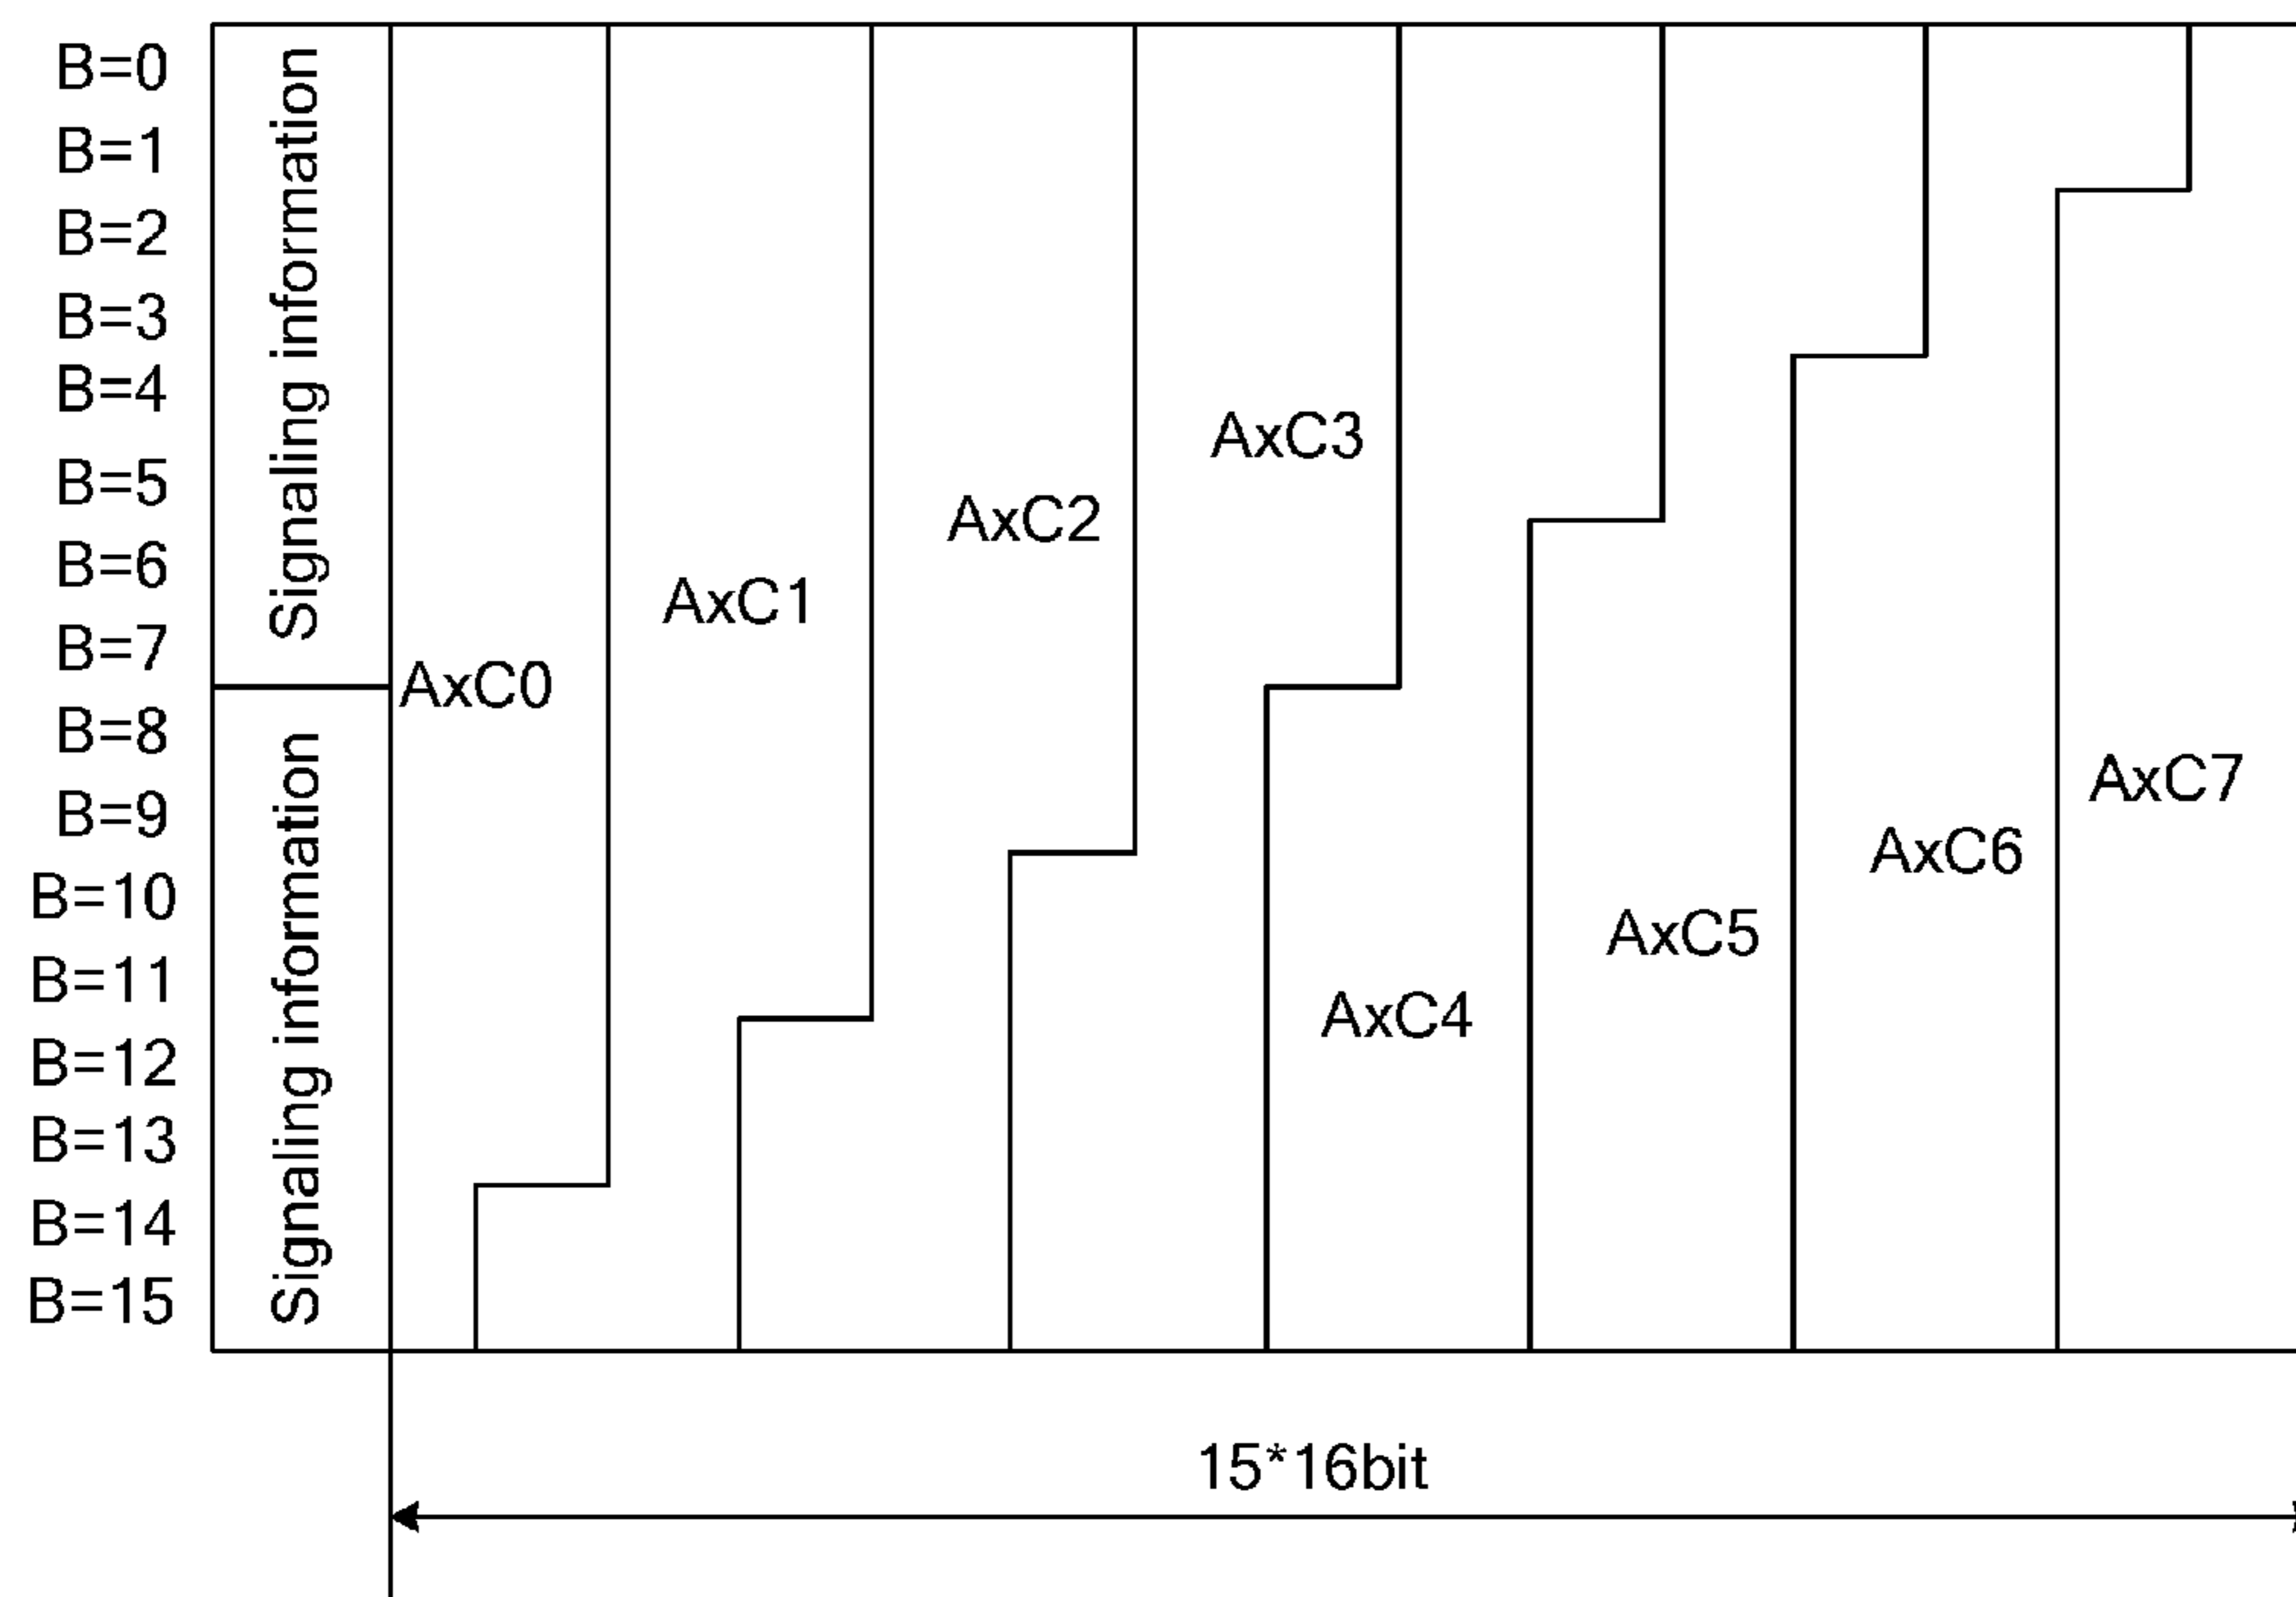 B=0
B=1
B=2
B=3
B=4
B=5
B=6
B=7
B=8
B=9
B=10
B=11
B=12
B=13
B=14
B=15
Signaling information
Signaling information
AxC0
AxC1
AxC2
AxC3
AxC4
AxC5
AxC6
AxC7
15*16bit